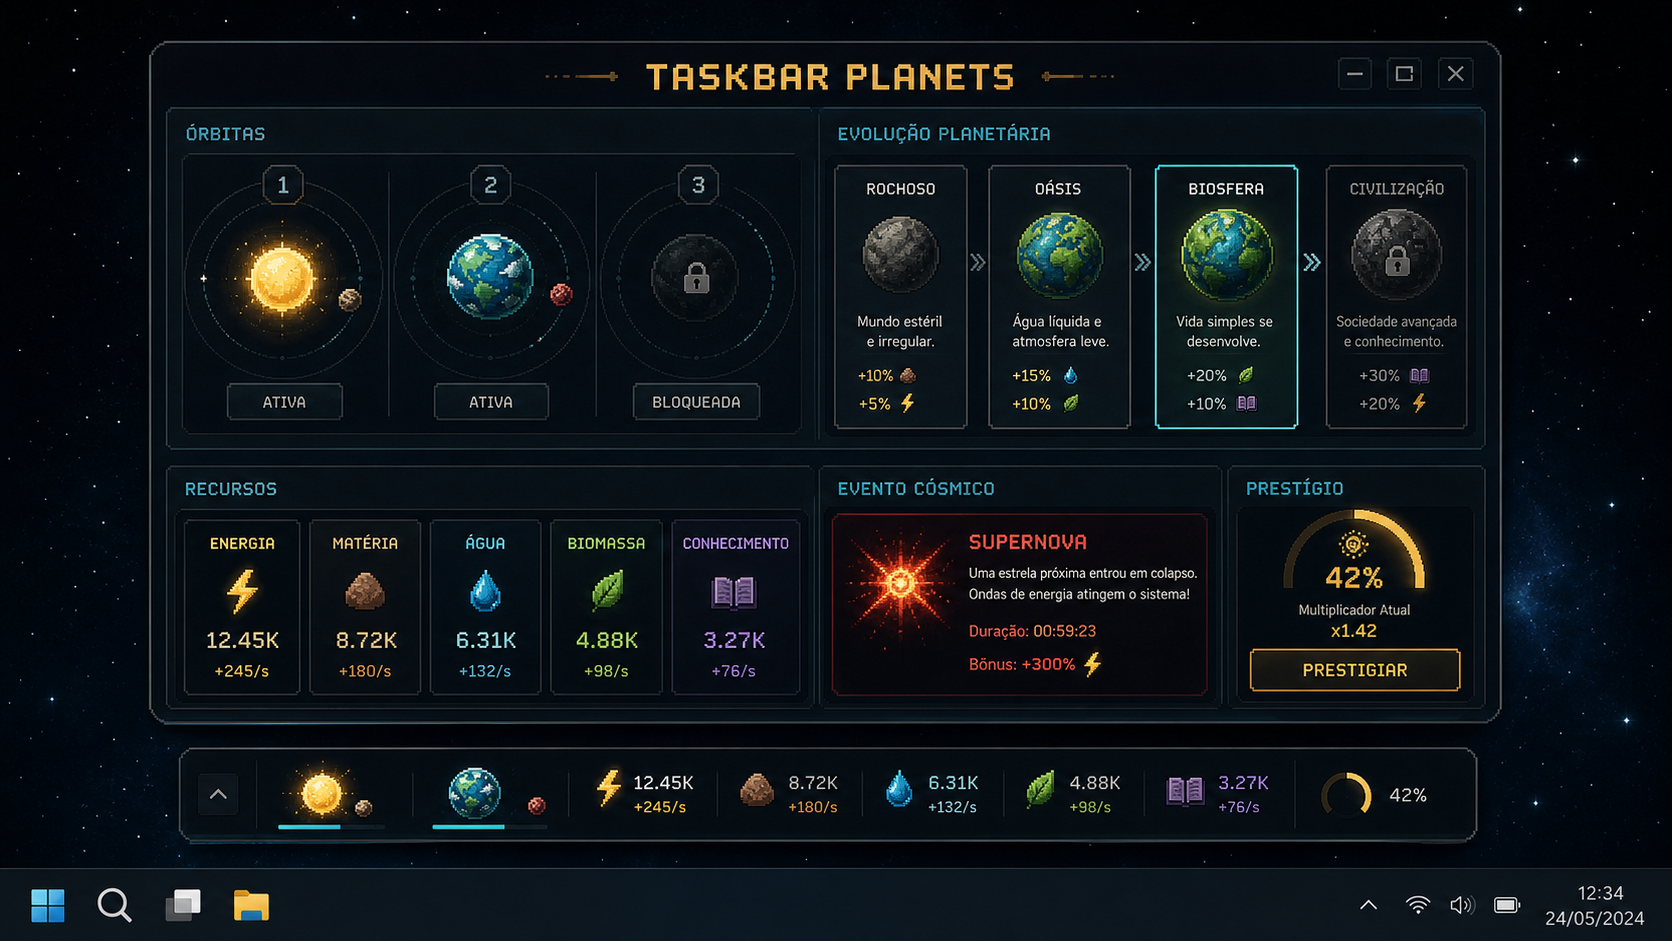 TASKBAR PLANETS
ÓRBITAS
1
2
3
ATIVA
ATIVA
BLOQUEADA
EVOLUÇÃO PLANETÁRIA
ROCHOSO
Mundo estéril
e irregular.
+10%
+5%
OÁSIS
Água líquida e
atmosfera leve.
+15%
+10%
BIOSFERA
Vida simples se
desenvolve.
+20%
+10%
CIVILIZAÇÃO
Sociedade avançada
e conhecimento.
+30%
+20%
RECURSOS
ENERGIA
12.45K
+245/s
MATÉRIA
8.72K
+180/s
ÁGUA
6.31K
+132/s
BIOMASSA
4.88K
+98/s
CONHECIMENTO
3.27K
+76/s
EVENTO CÓSMICO
SUPERNOVA
Uma estrela próxima entrou em colapso.
Ondas de energia atingem o sistema!
Duração: 00:59:23
Bônus: +300%
PRESTÍGIO
42%
Multiplicador Atual
x1.42
PRESTIGIAR
12.45K
+245/s
8.72K
+180/s
6.31K
+132/s
4.88K
+98/s
3.27K
+76/s
42%
12:34
24/05/2024